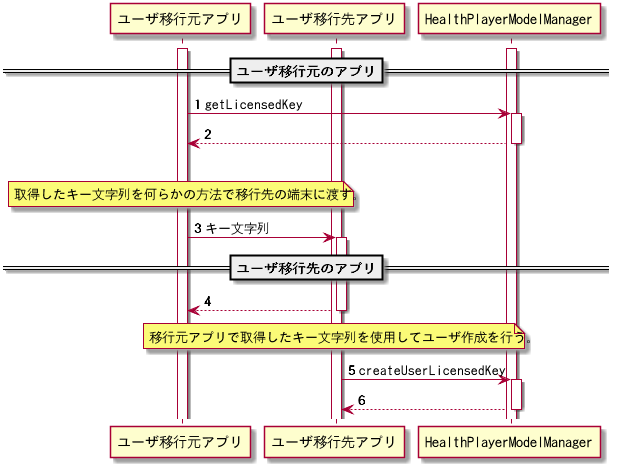 ユーザ移行元アプリ ユーザ移行先アプリ HealthPlayerModelManager
ユーザ移行元のアプリ
1 getLicensedKey
2
取得したキー文字列を何らかの方法で移行先の端末に渡す。
3 キー文字列
ユーザ移行先のアプリ
4
移行元アプリで取得したキー文字列を使用してユーザ作成を行う。
5 createUserLicensedKey
6
ユーザ移行元アプリ ユーザ移行先アプリ HealthPlayerModelManager